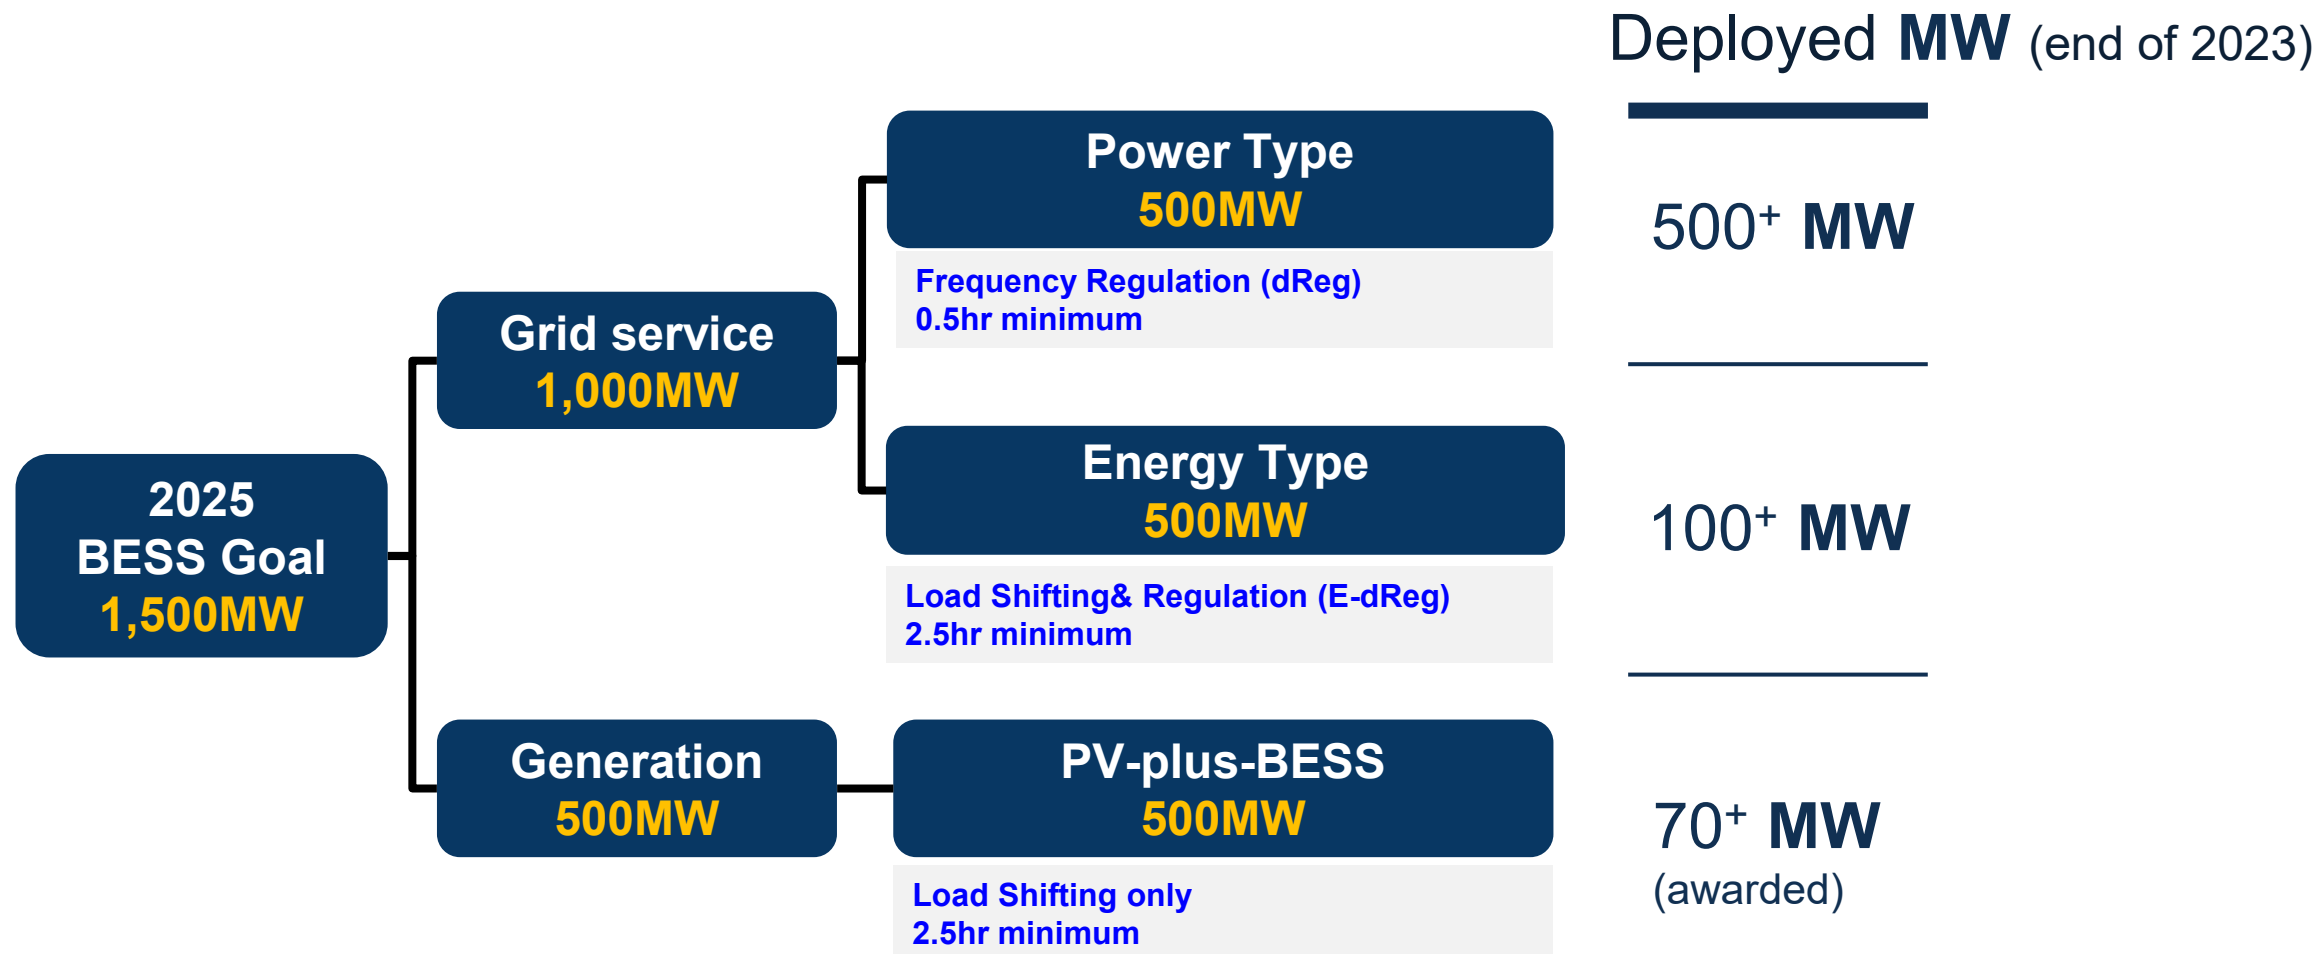 Deployed MW (end of 2023)
Power Type
500MW
500+ MW
Frequency Regulation (dReg)
0.5hr minimum
Grid service
1,000MW
Energy Type
500MW
100+ MW
2025
BESS Goal
1,500MW
Load Shifting& Regulation (E-dReg)
2.5hr minimum
Generation
500MW
PV-plus-BESS
500MW
70+ MW
(awarded)
Load Shifting only
2.5hr minimum